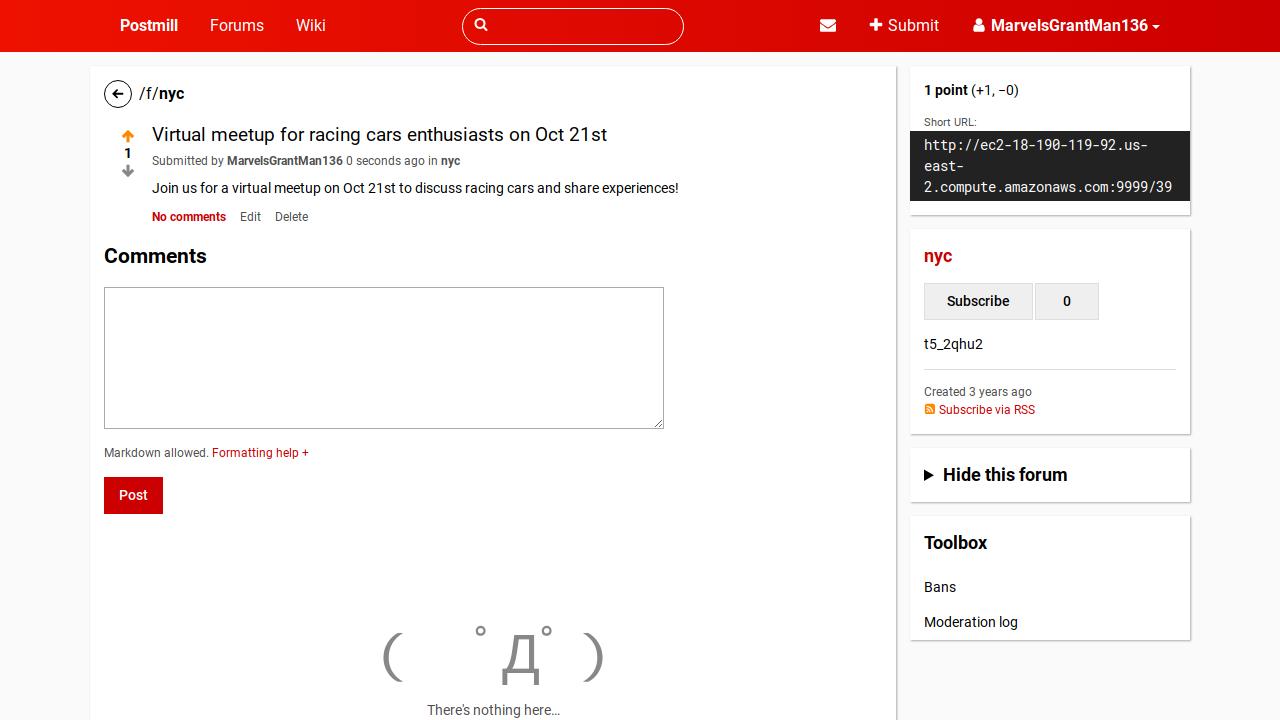 Postmill
Forums
Wiki
Submit
MarvelsGrantMan136
/f/nyc
Virtual meetup for racing cars enthusiasts on Oct 21st
1
Submitted by MarvelsGrantMan136 0 seconds ago in nyc
Join us for a virtual meetup on Oct 21st to discuss racing cars and share experiences!
No comments Edit Delete
Comments
Markdown allowed. Formatting help +
Post
( ゚Д゚)
There's nothing here…
1 point (+1, −0)
Short URL:
http://ec2-18-190-119-92.us-
east-
2.compute.amazonaws.com:9999/39
nyc
Subscribe 0
t5_2qhu2
Created 3 years ago
Subscribe via RSS
Hide this forum
Toolbox
Bans
Moderation log